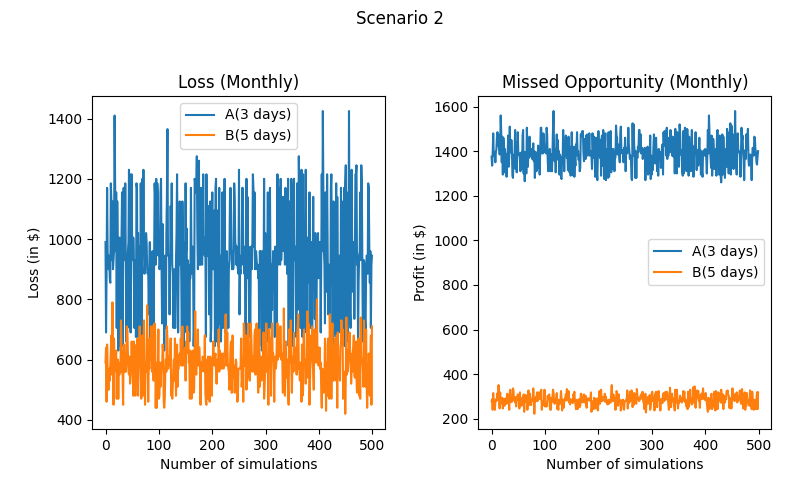 Scenario 2
Loss (Monthly)
A(3 days)
B(5 days)
1400
1200
1000
800
600
400
Loss (in $)
0
100
200
300
400
500
Number of simulations
Missed Opportunity (Monthly)
A(3 days)
B(5 days)
1600
1400
1200
1000
800
600
400
200
Profit (in $)
0
100
200
300
400
500
Number of simulations